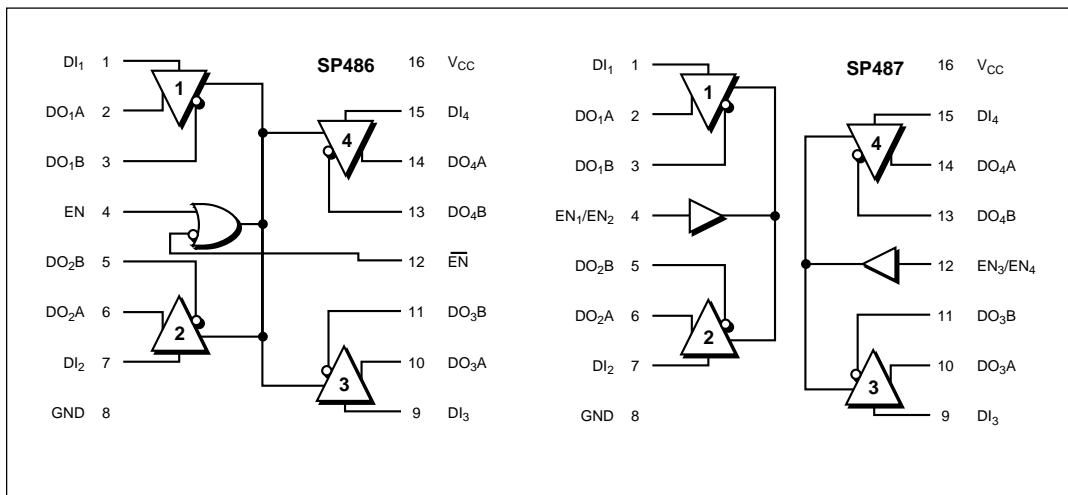 SP486
DI1 1
DO1A 2
DO1B 3
EN 4
DO2B 5
DO2A 6
DI2 7
GND 8
1
2
4
3
16 VCC
15 DI4
14 DO4A
13 DO4B
12 E̅N̅
11 DO3B
10 DO3A
9 DI3
SP487
DI1 1
DO1A 2
DO1B 3
EN1/EN2 4
DO2B 5
DO2A 6
DI2 7
GND 8
1
2
4
3
16 VCC
15 DI4
14 DO4A
13 DO4B
12 EN3/EN4
11 DO3B
10 DO3A
9 DI3